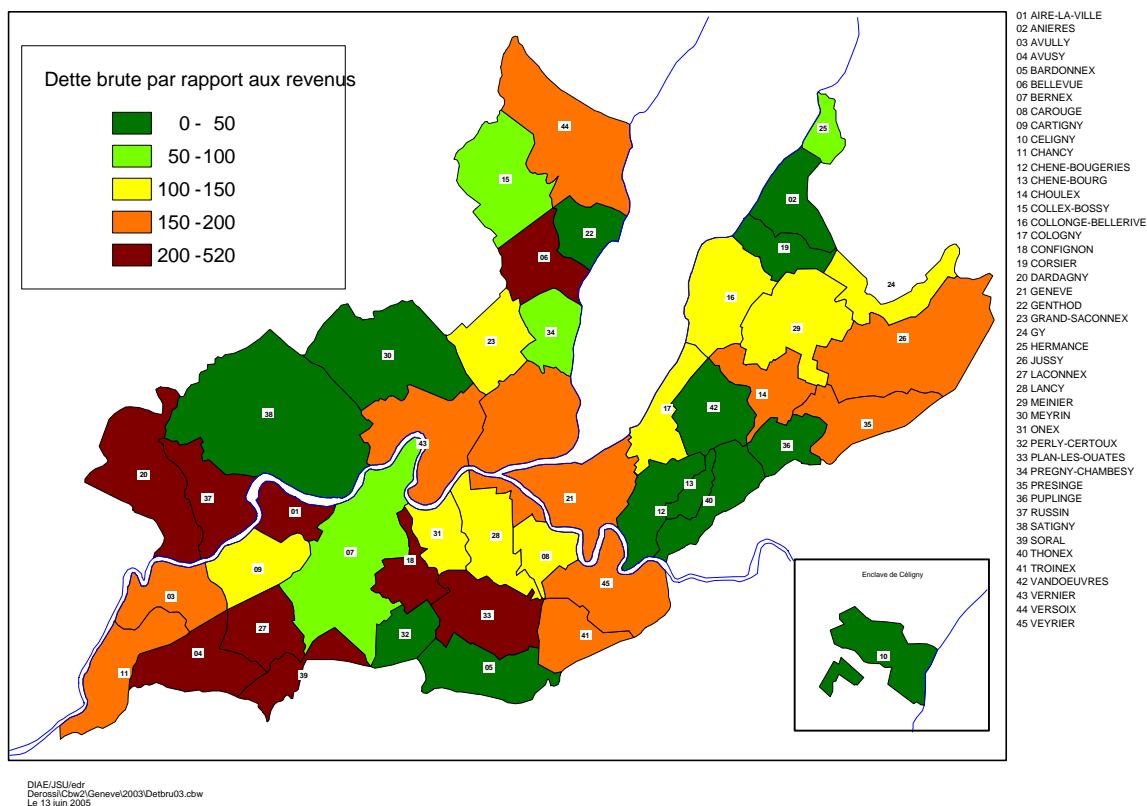 Dette brute par rapport aux revenus
0 - 50
50 -100
100 -150
150 -200
200 -520
44
25
15
02
22
19
06
24
16
34
29
23
26
30
14
17
42
38
35
43
36
20
13
37
21
40
01
12
31
28
08
07
18
09
45
03
33
27
32
41
04
05
11
39
Enclave de Céligny
10
01 AIRE-LA-VILLE
02 ANIERES
03 AVULLY
04 AVUSY
05 BARDONNEX
06 BELLEVUE
07 BERNEX
08 CAROUGE
09 CARTIGNY
10 CELIGNY
11 CHANCY
12 CHENE-BOUGERIES
13 CHENE-BOURG
14 CHOULEX
15 COLLEX-BOSSY
16 COLLONGE-BELLERIVE
17 COLOGNY
18 CONFIGNON
19 CORSIER
20 DARDAGNY
21 GENEVE
22 GENTHOD
23 GRAND-SACONNEX
24 GY
25 HERMANCE
26 JUSSY
27 LACONNEX
28 LANCY
29 MEINIER
30 MEYRIN
31 ONEX
32 PERLY-CERTOUX
33 PLAN-LES-OUATES
34 PREGNY-CHAMBESY
35 PRESINGE
36 PUPLINGE
37 RUSSIN
38 SATIGNY
39 SORAL
40 THONEX
41 TROINEX
42 VANDOEUVRES
43 VERNIER
44 VERSOIX
45 VEYRIER
DIAE/JSU/edr
Derossi\Cbw2\Geneve\2003\Detbru03.cbw
Le 13 juin 2005